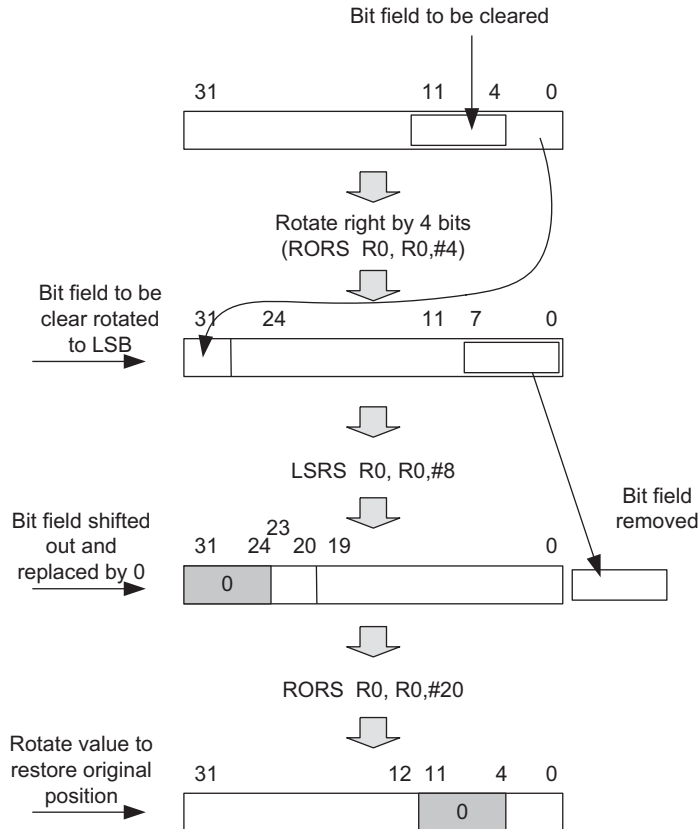 Bit field to be cleared
31 11 4 0
Rotate right by 4 bits
(RORS R0, R0,#4)
Bit field to be
clear rotated
to LSB
31 24 11 7 0
LSRS R0, R0,#8
Bit field
removed
Bit field shifted
out and
replaced by 0
23
31 24 20 19 0
0
RORS R0, R0,#20
Rotate value to
restore original
position
31 12 11 4 0
0